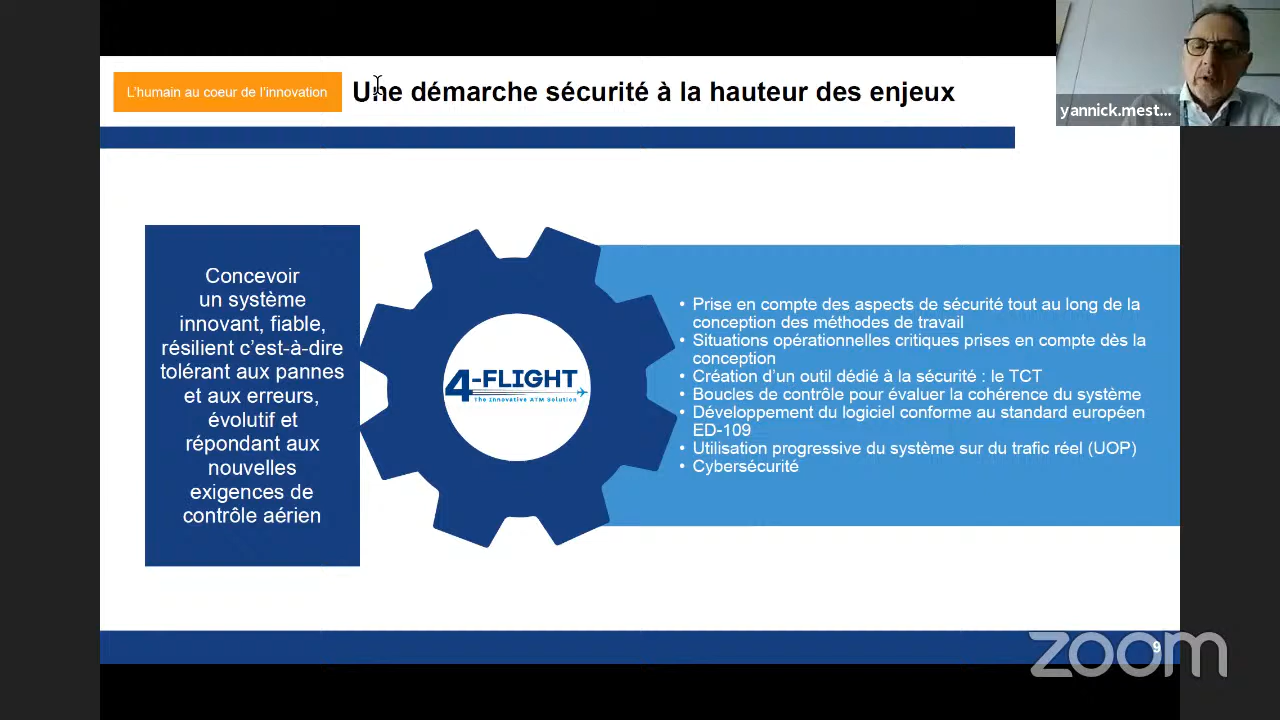 L'humain au coeur de l'innovation
Une démarche sécurité à la hauteur des enjeux
yannick.mest...
Concevoir
un système
innovant, fiable,
résilient c'est-à-dire
tolérant aux pannes
et aux erreurs,
évolutif et
répondant aux
nouvelles
exigences de
contrôle aérien
4-FLIGHT
The Innovative ATM Solution
• Prise en compte des aspects de sécurité tout au long de la
conception des méthodes de travail
• Situations opérationnelles critiques prises en compte dès la
conception
• Création d'un outil dédié à la sécurité : le TCT
• Boucles de contrôle pour évaluer la cohérence du système
• Développement du logiciel conforme au standard européen
ED-109
• Utilisation progressive du système sur du trafic réel (UOP)
• Cybersécurité
9
zoom